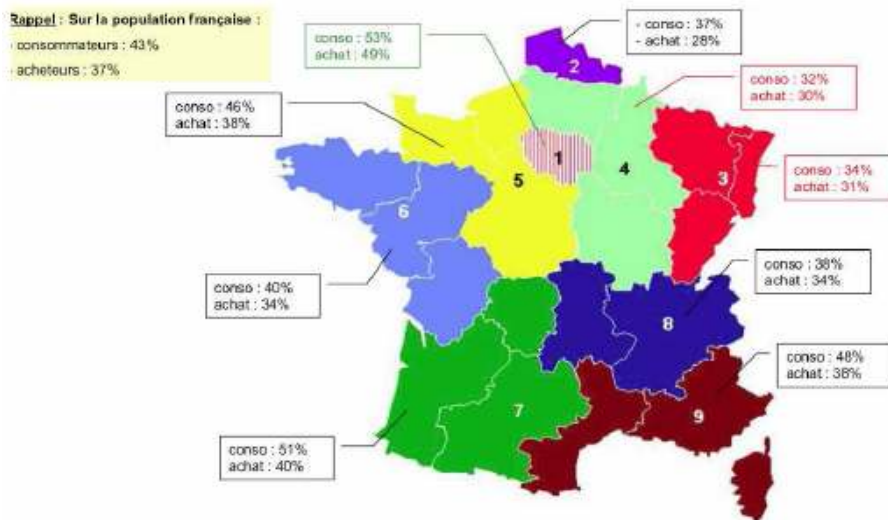 Rappel : Sur la population française :
- consommateurs : 43%
- acheteurs : 37%
conso : 53%
achat : 49%
- conso : 37%
- achat : 28%
conso : 32%
achat : 30%
conso : 46%
achat : 38%
conso : 34%
achat : 31%
conso : 40%
achat : 34%
conso : 38%
achat : 34%
conso : 48%
achat : 38%
conso : 51%
achat : 40%
2
1
4
3
5
6
8
7
9